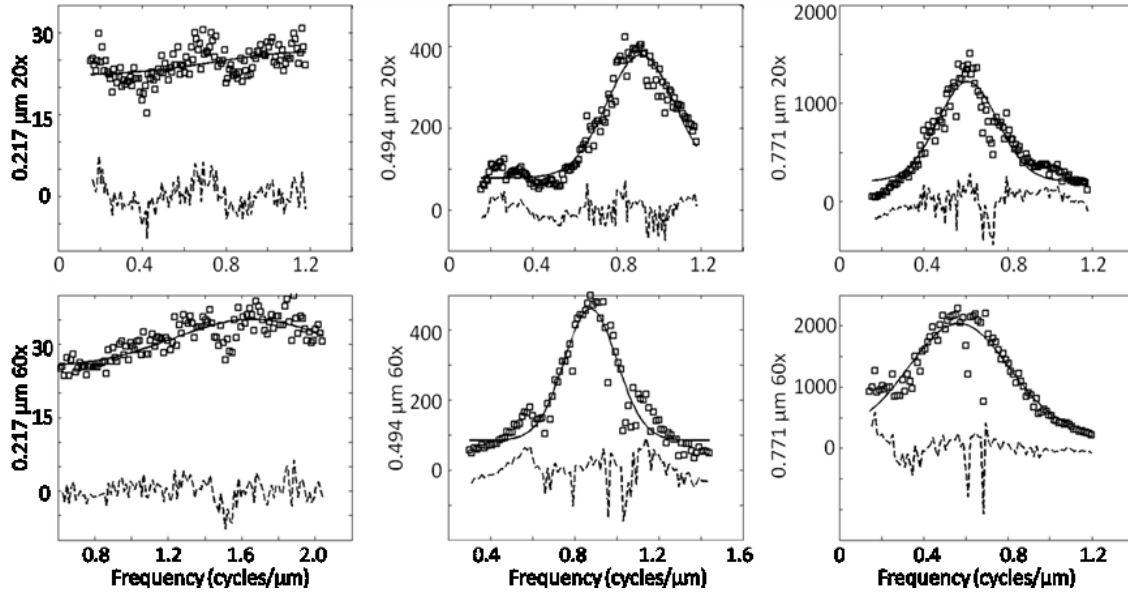 0.217 µm 20x
30
15
0
0 0.4 0.8 1.2
0.494 µm 20x
400
200
0
0 0.4 0.8 1.2
0.771 µm 20x
2000
1000
0
0 0.4 0.8 1.2
0.217 µm 60x
30
15
0
0.8 1.2 1.6 2.0
Frequency (cycles/µm)
0.494 µm 60x
400
200
0
0.4 0.8 1.2 1.6
Frequency (cycles/µm)
0.771 µm 60x
2000
1000
0
0 0.4 0.8 1.2
Frequency (cycles/µm)